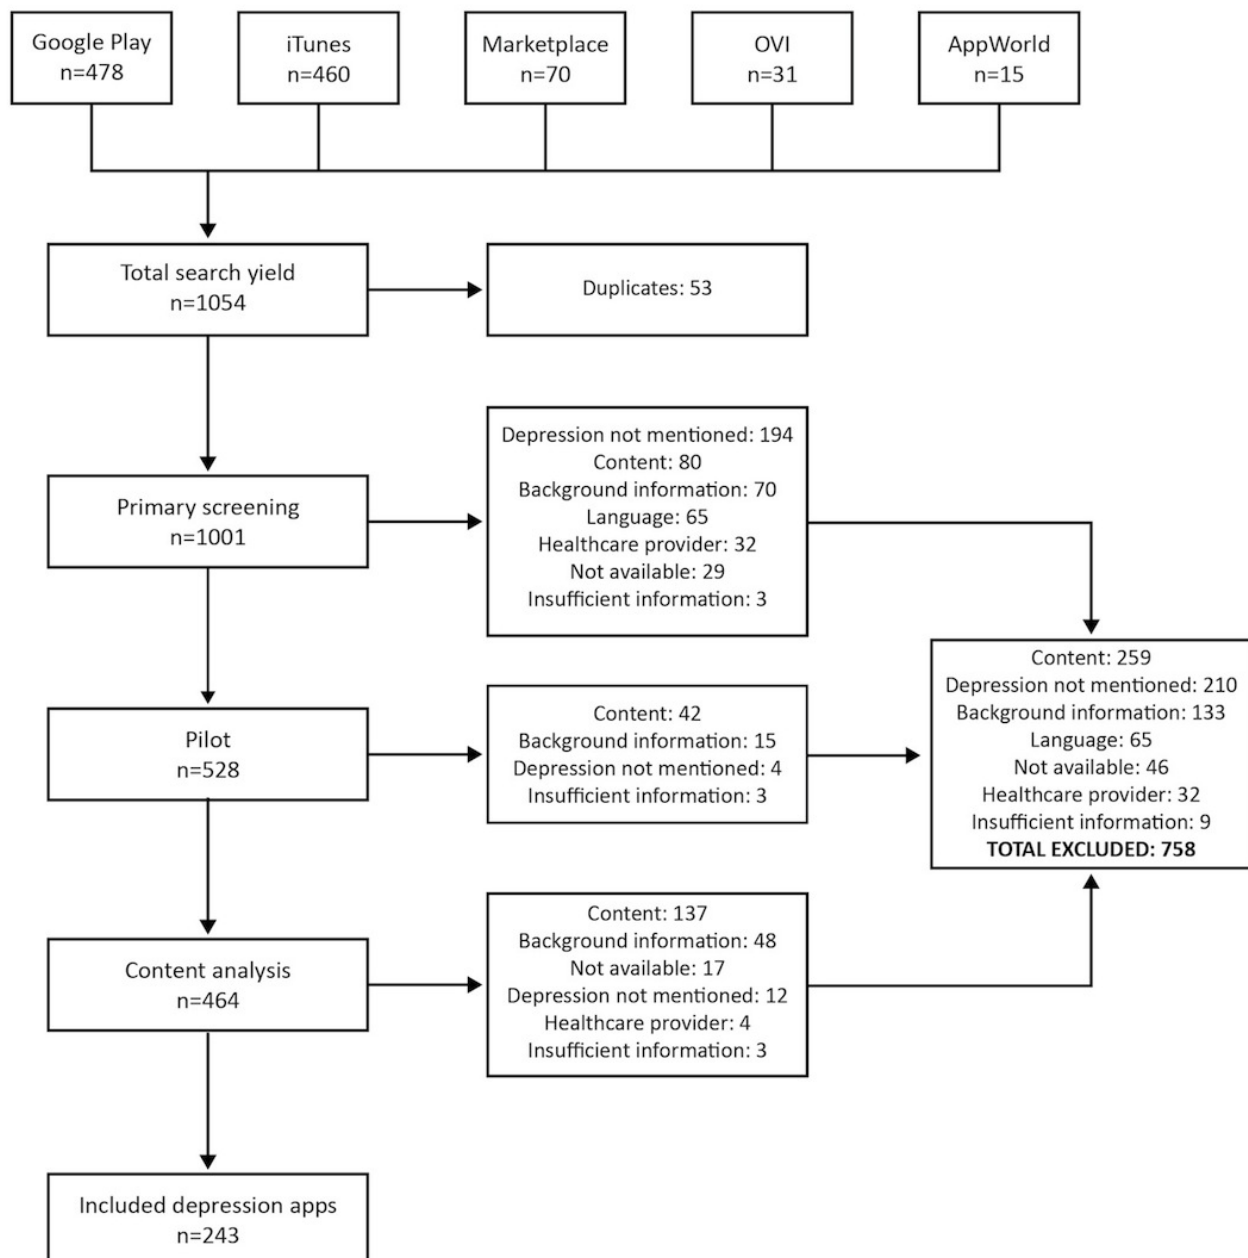 Google Play
n=478
iTunes
n=460
Marketplace
n=70
OVI
n=31
AppWorld
n=15
Total search yield
n=1054
Duplicates: 53
Primary screening
n=1001
Depression not mentioned: 194
Content: 80
Background information: 70
Language: 65
Healthcare provider: 32
Not available: 29
Insufficient information: 3
Pilot
n=528
Content: 42
Background information: 15
Depression not mentioned: 4
Insufficient information: 3
Content: 259
Depression not mentioned: 210
Background information: 133
Language: 65
Not available: 46
Healthcare provider: 32
Insufficient information: 9
TOTAL EXCLUDED: 758
Content analysis
n=464
Content: 137
Background information: 48
Not available: 17
Depression not mentioned: 12
Healthcare provider: 4
Insufficient information: 3
Included depression apps
n=243